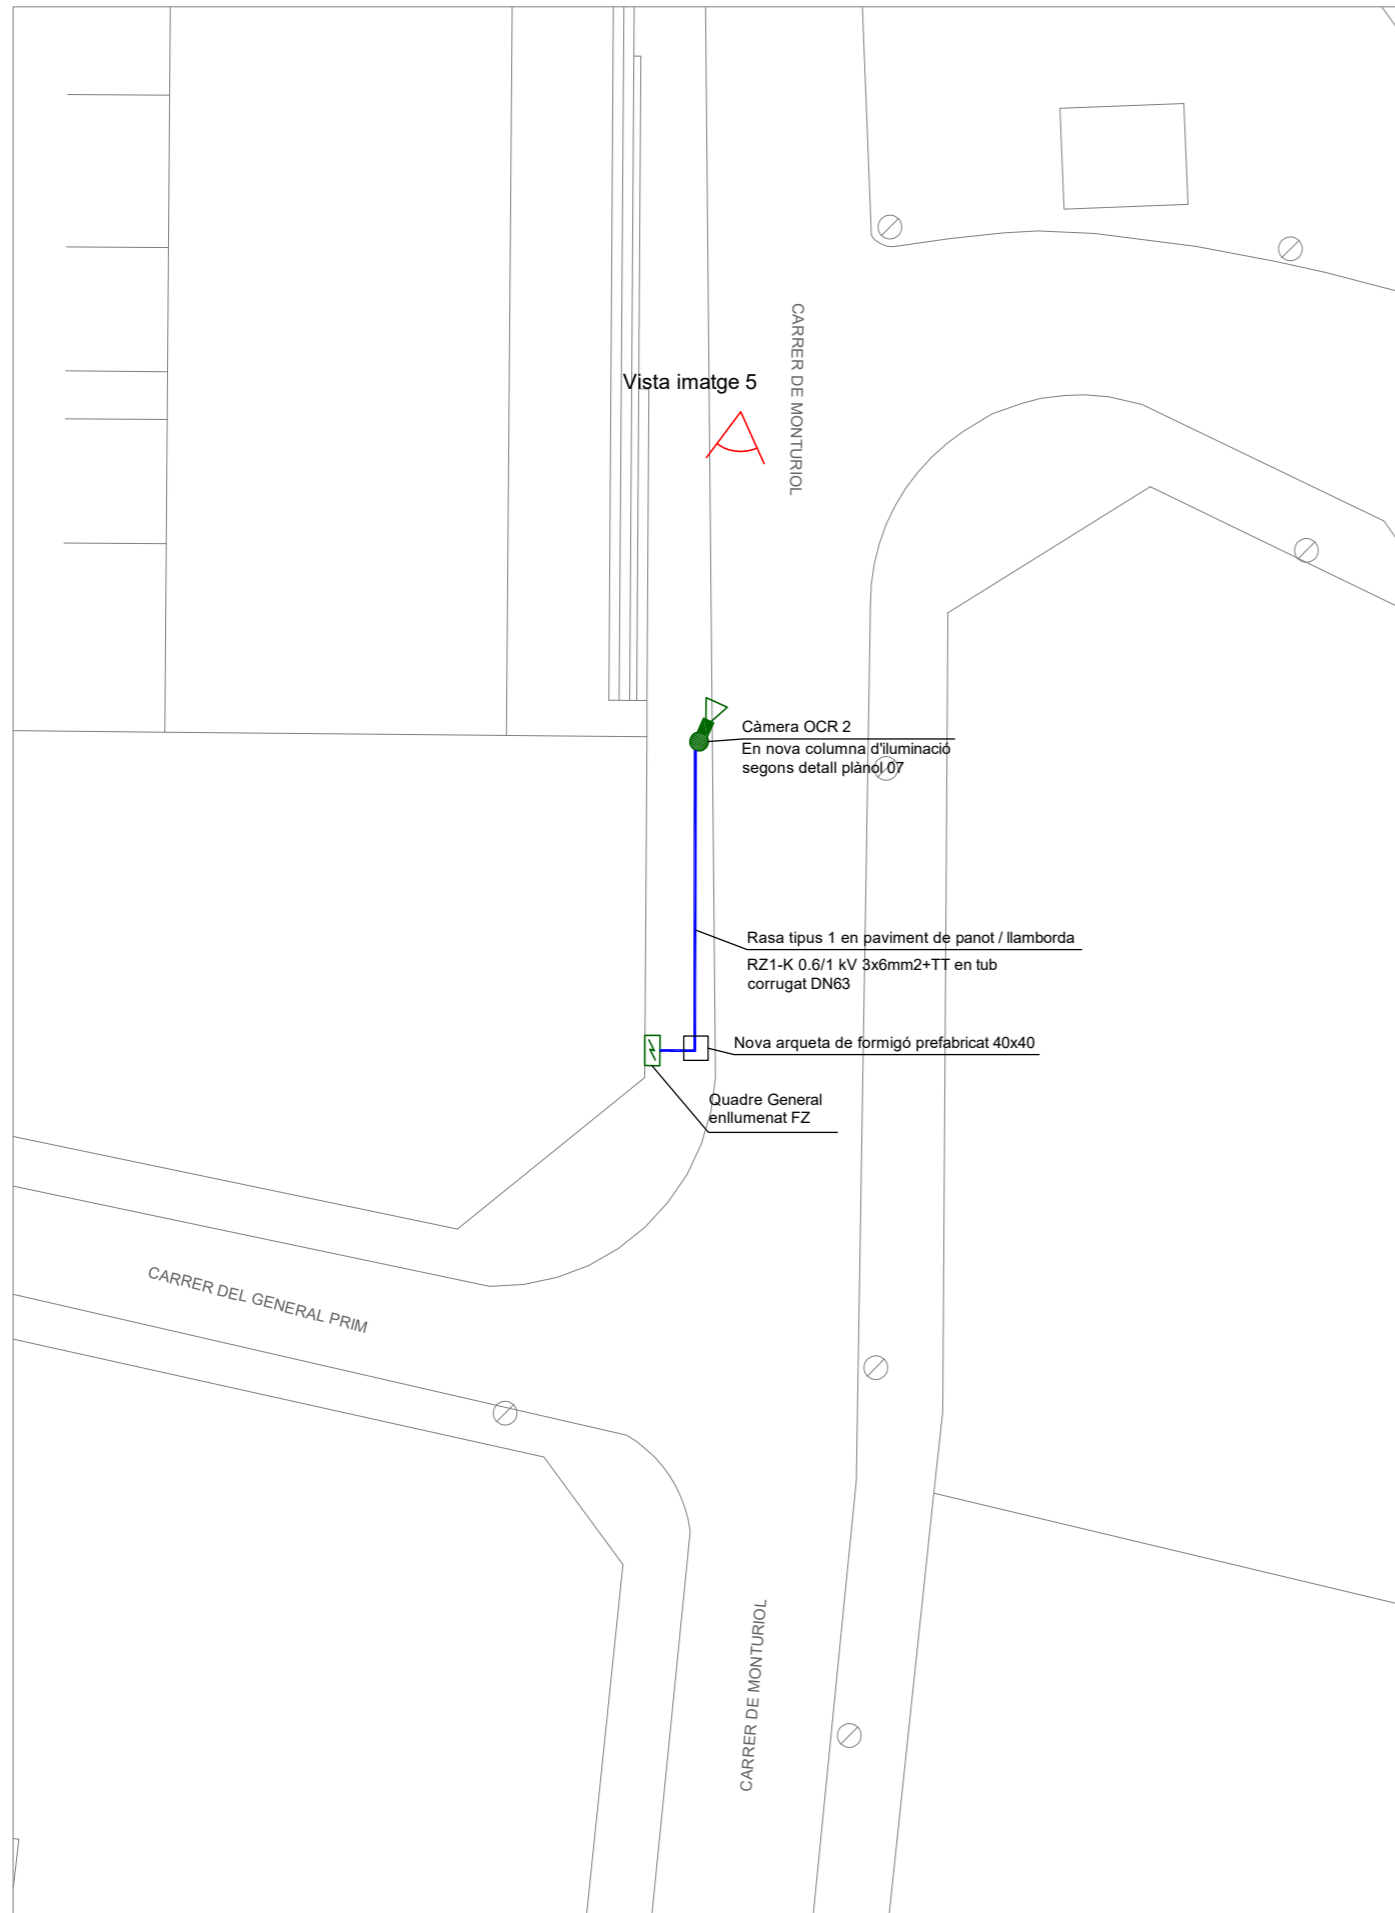 CARRER DE MONTURIOL
Vista imatge 5
Càmera OCR 2
En nova columna d'iluminació
segons detall plànol 07
Rasa tipus 1 en paviment de panot / llamborda
RZ1-K 0.6/1 kV 3x6mm2+TT en tub
corrugat DN63
Nova arqueta de formigó prefabricat 40x40
Quadre General
enllumenat FZ
CARRER DEL GENERAL PRIM
CARRER DE MONTURIOL